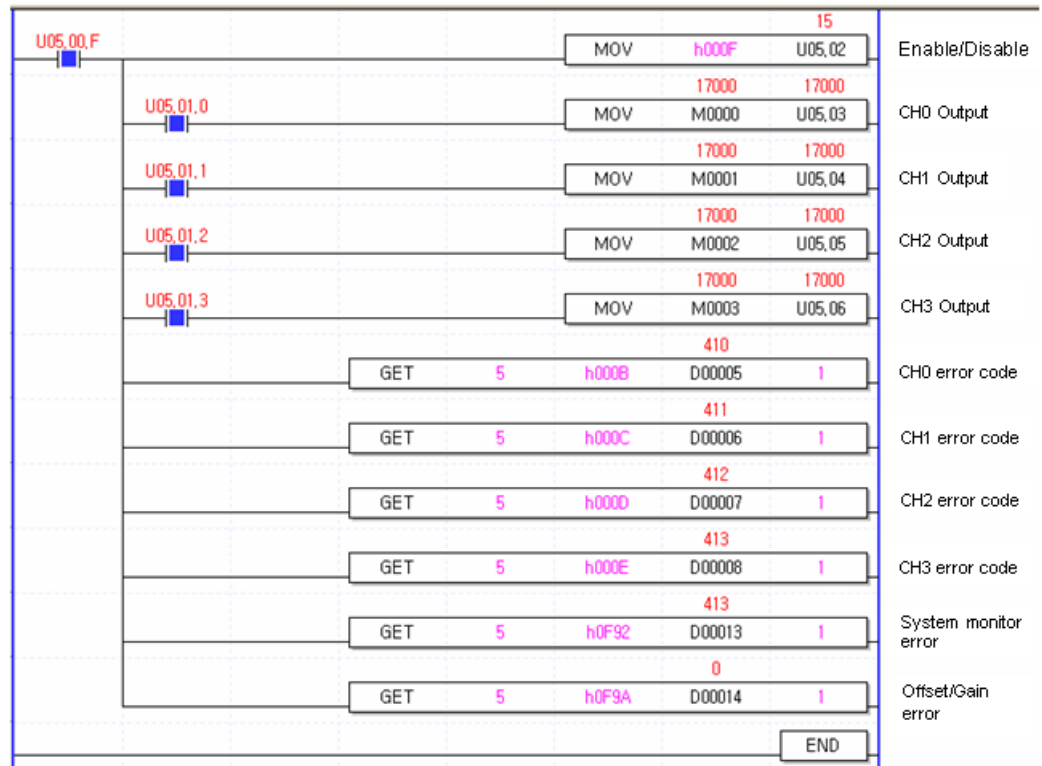 15
U05.00.F MOV h000F U05.02 Enable/Disable
17000 17000
U05.01.0 MOV M0000 U05.03 CH0 Output
17000 17000
U05.01.1 MOV M0001 U05.04 CH1 Output
17000 17000
U05.01.2 MOV M0002 U05.05 CH2 Output
17000 17000
U05.01.3 MOV M0003 U05.06 CH3 Output
410
GET 5 h000B D00005 1 CH0 error code
411
GET 5 h000C D00006 1 CH1 error code
412
GET 5 h000D D00007 1 CH2 error code
413
GET 5 h000E D00008 1 CH3 error code
413
GET 5 h0F92 D00013 1 System monitor
error
0
GET 5 h0F9A D00014 1 Offset/Gain
error
END